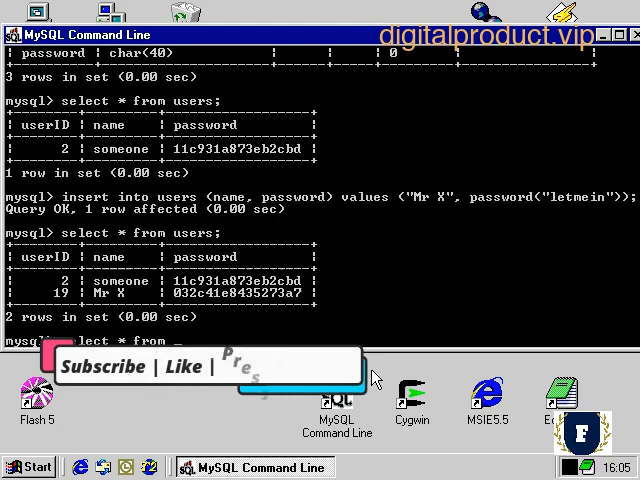 digitalproduct.vip
MySQL Command Line
| password | char(40) | | 0 |
3 rows in set (0.00 sec)
mysql> select * from users;
| userID | name | password |
| 2 | someone | 11c931a873eb2cbd |
1 row in set (0.00 sec)
mysql> insert into users (name, password) values ("Mr X", password("letmein"));
Query OK, 1 row affected (0.00 sec)
mysql> select * from users;
| userID | name | password |
| 2 | someone | 11c931a873eb2cbd |
| 19 | Mr X | 032c41e8435273a7 |
2 rows in set (0.00 sec)
mysql> select * from _
Subscribe | Like | Pres
Flash 5
MySQL
Command Line
Cygwin
MSIE5.5
F
Start
MySQL Command Line
16:05